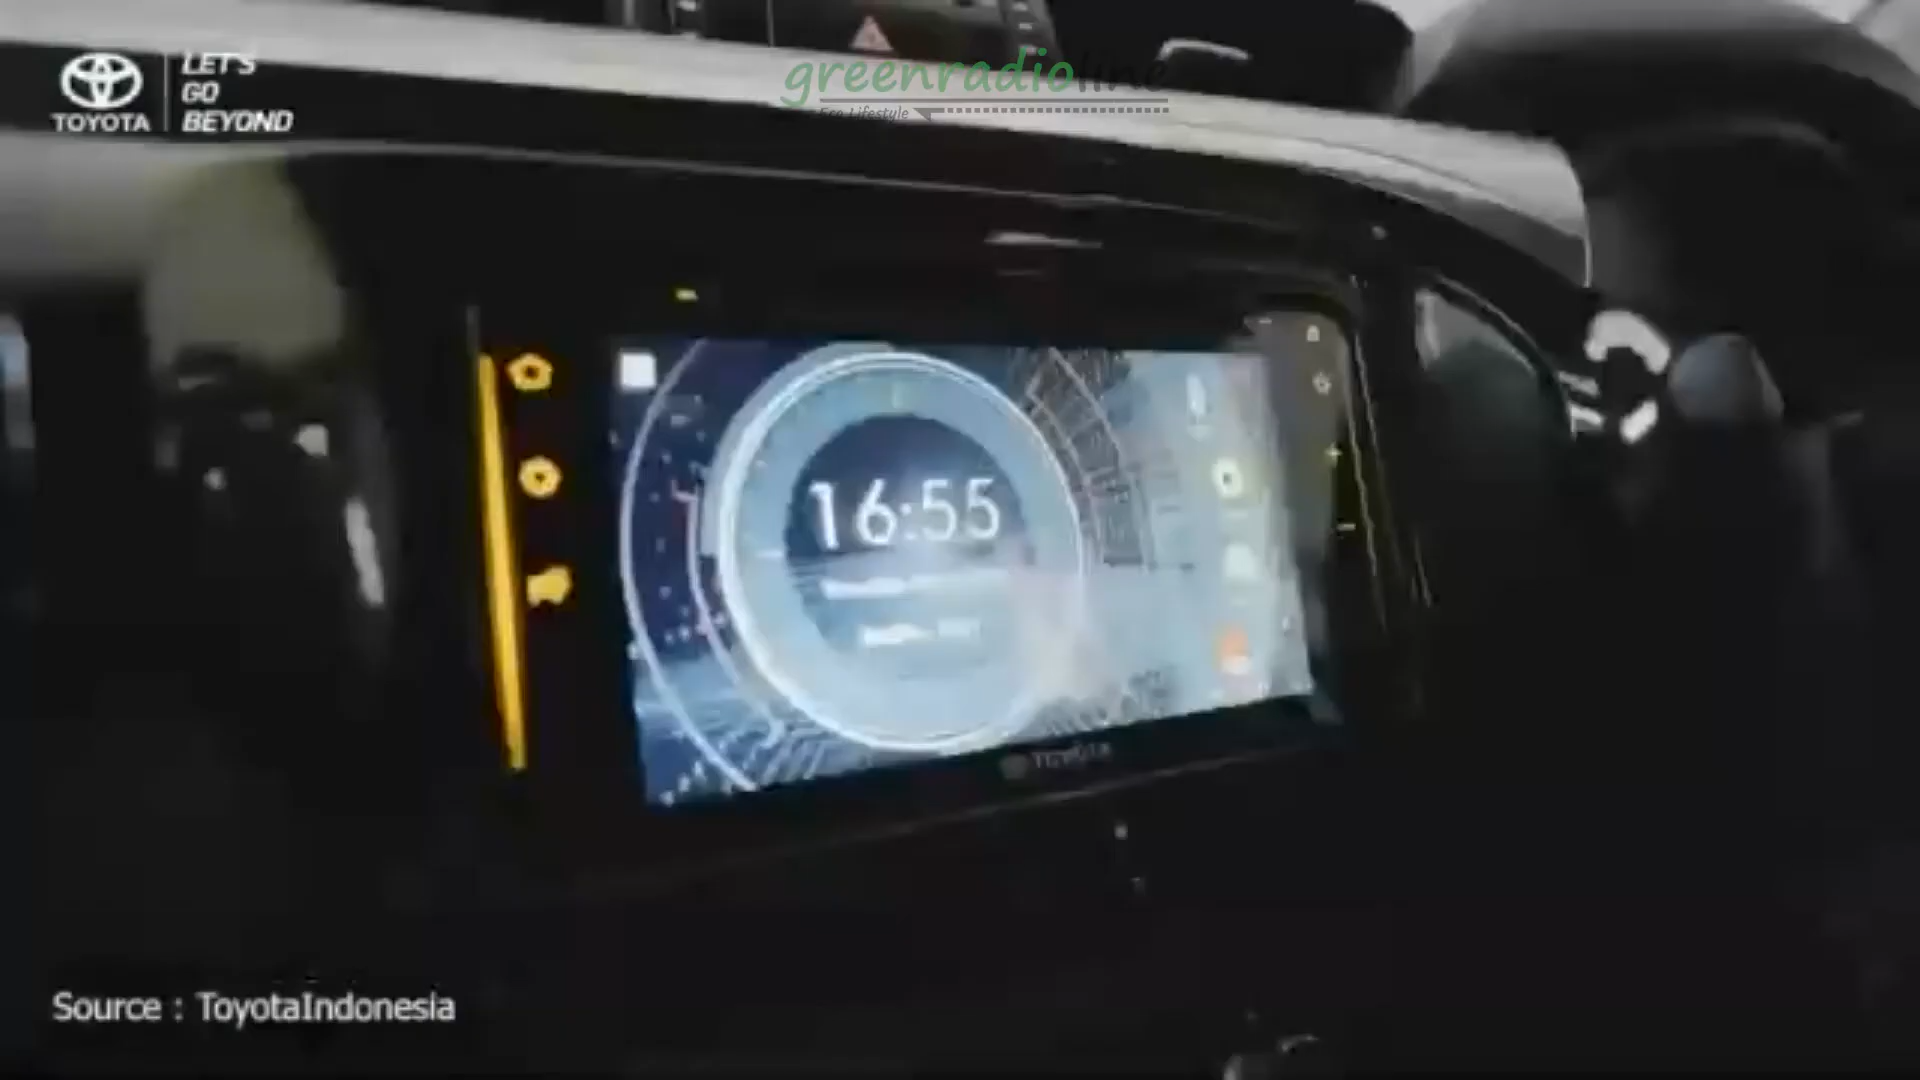 LET'S
GO
BEYOND
TOYOTA
greenradioline
Eco Lifestyle
16:55
TOYOTA
Source : ToyotaIndonesia